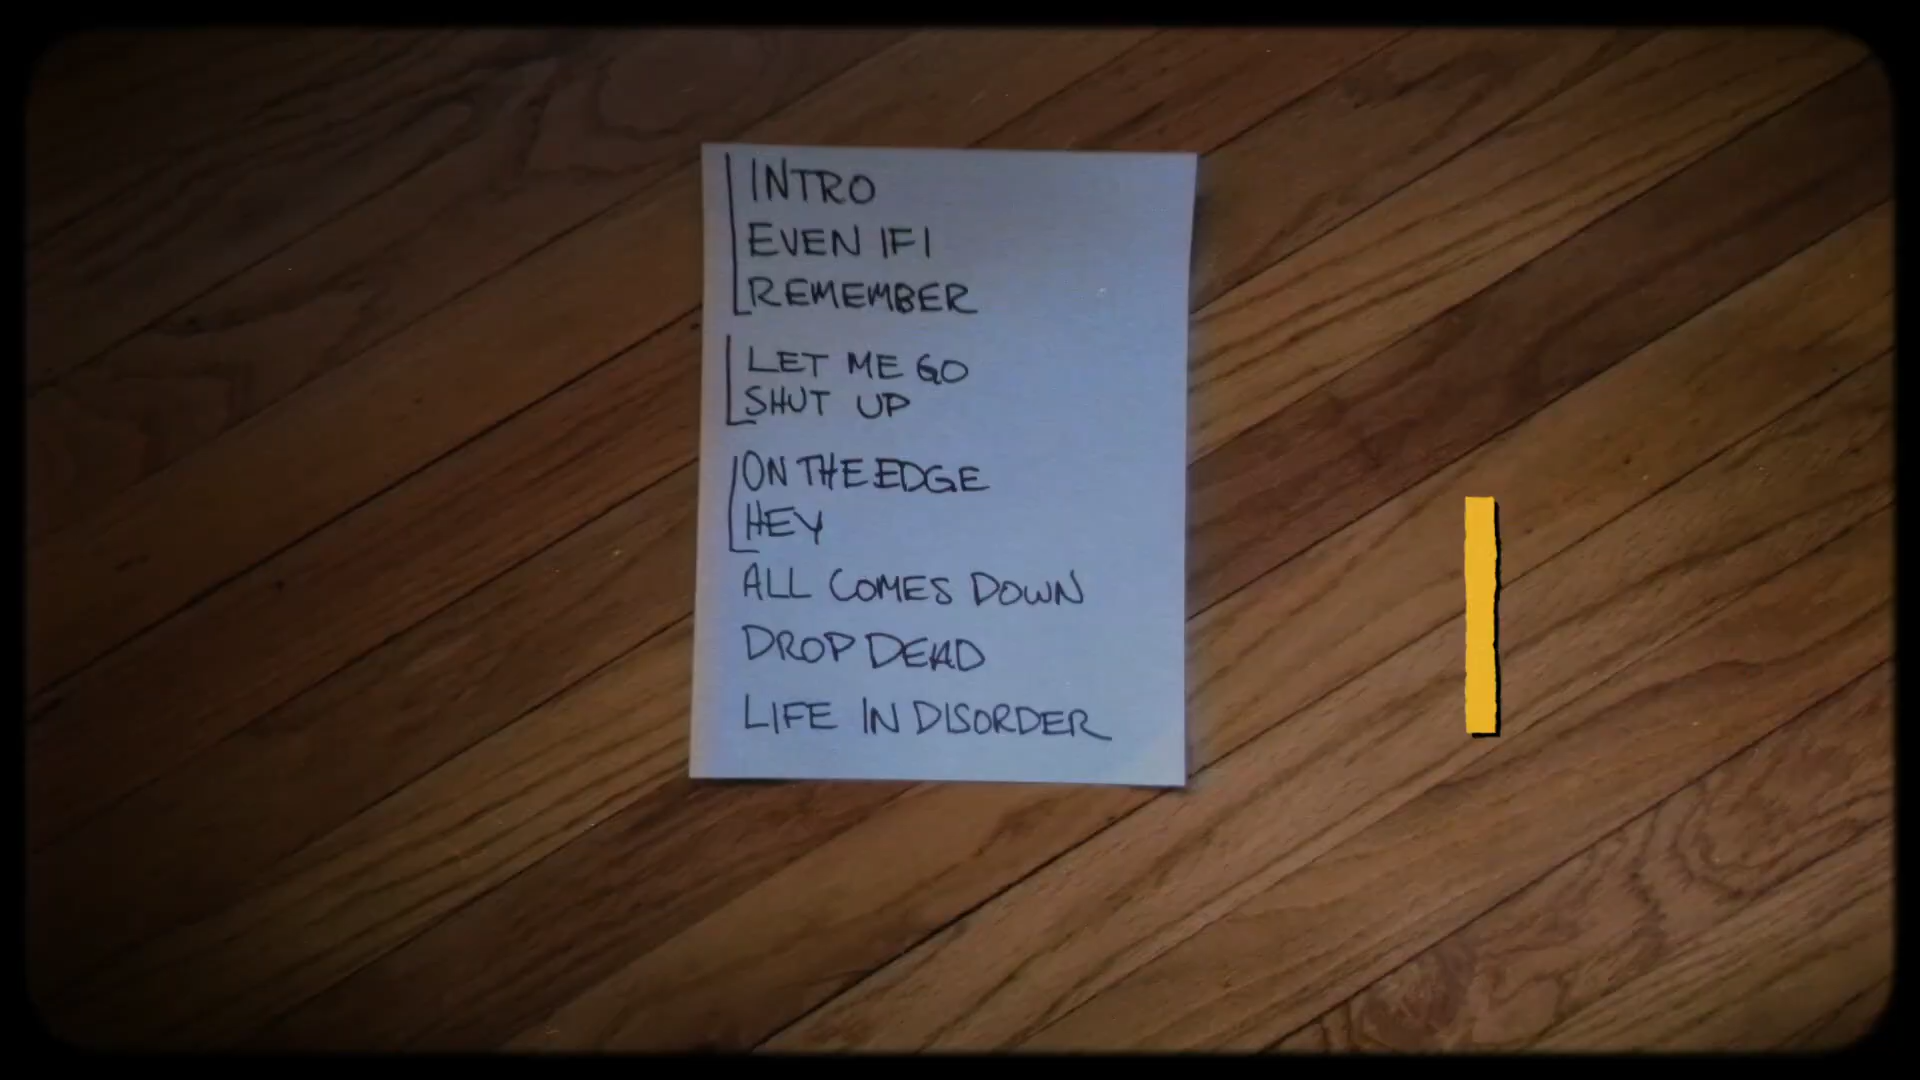 INTRO
EVEN IF I
REMEMBER
LET ME GO
SHUT UP
ON THE EDGE
HEY
ALL COMES DOWN
DROP DEAD
LIFE IN DISORDER